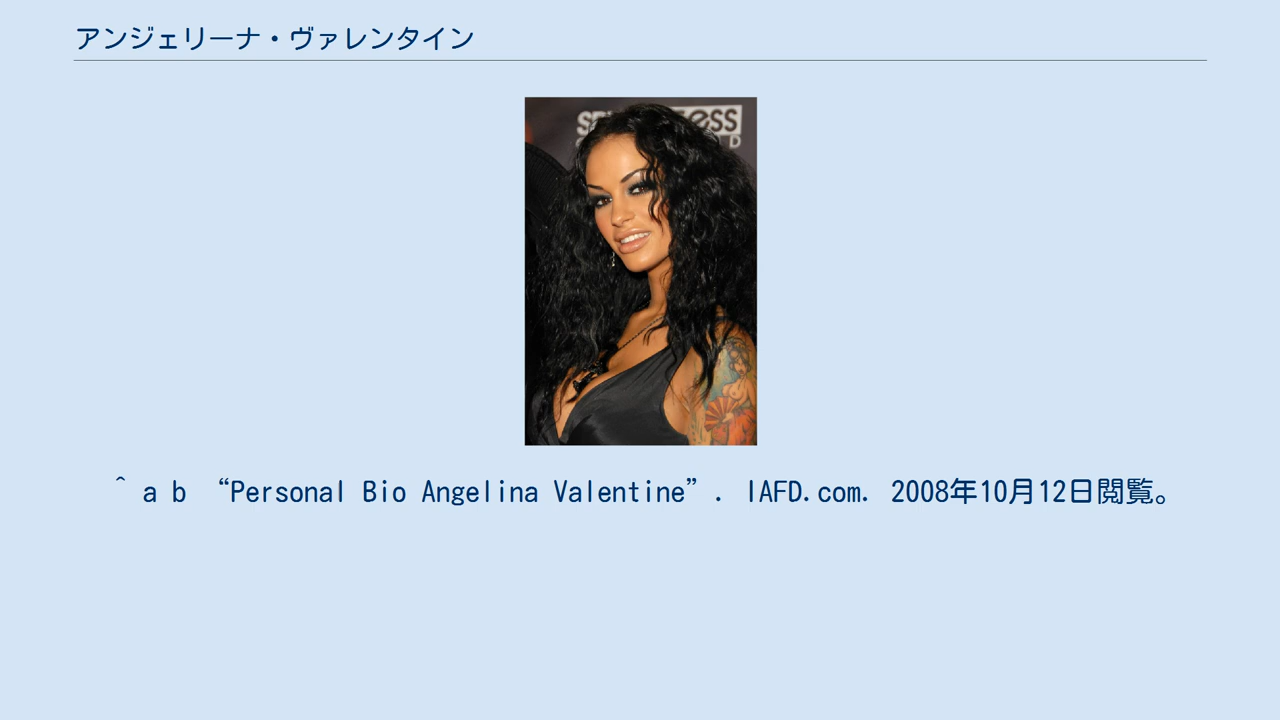 アンジェリーナ・ヴァレンタイン
ess
D
^ a b “Personal Bio Angelina Valentine”. IAFD.com. 2008年10月12日閲覧。